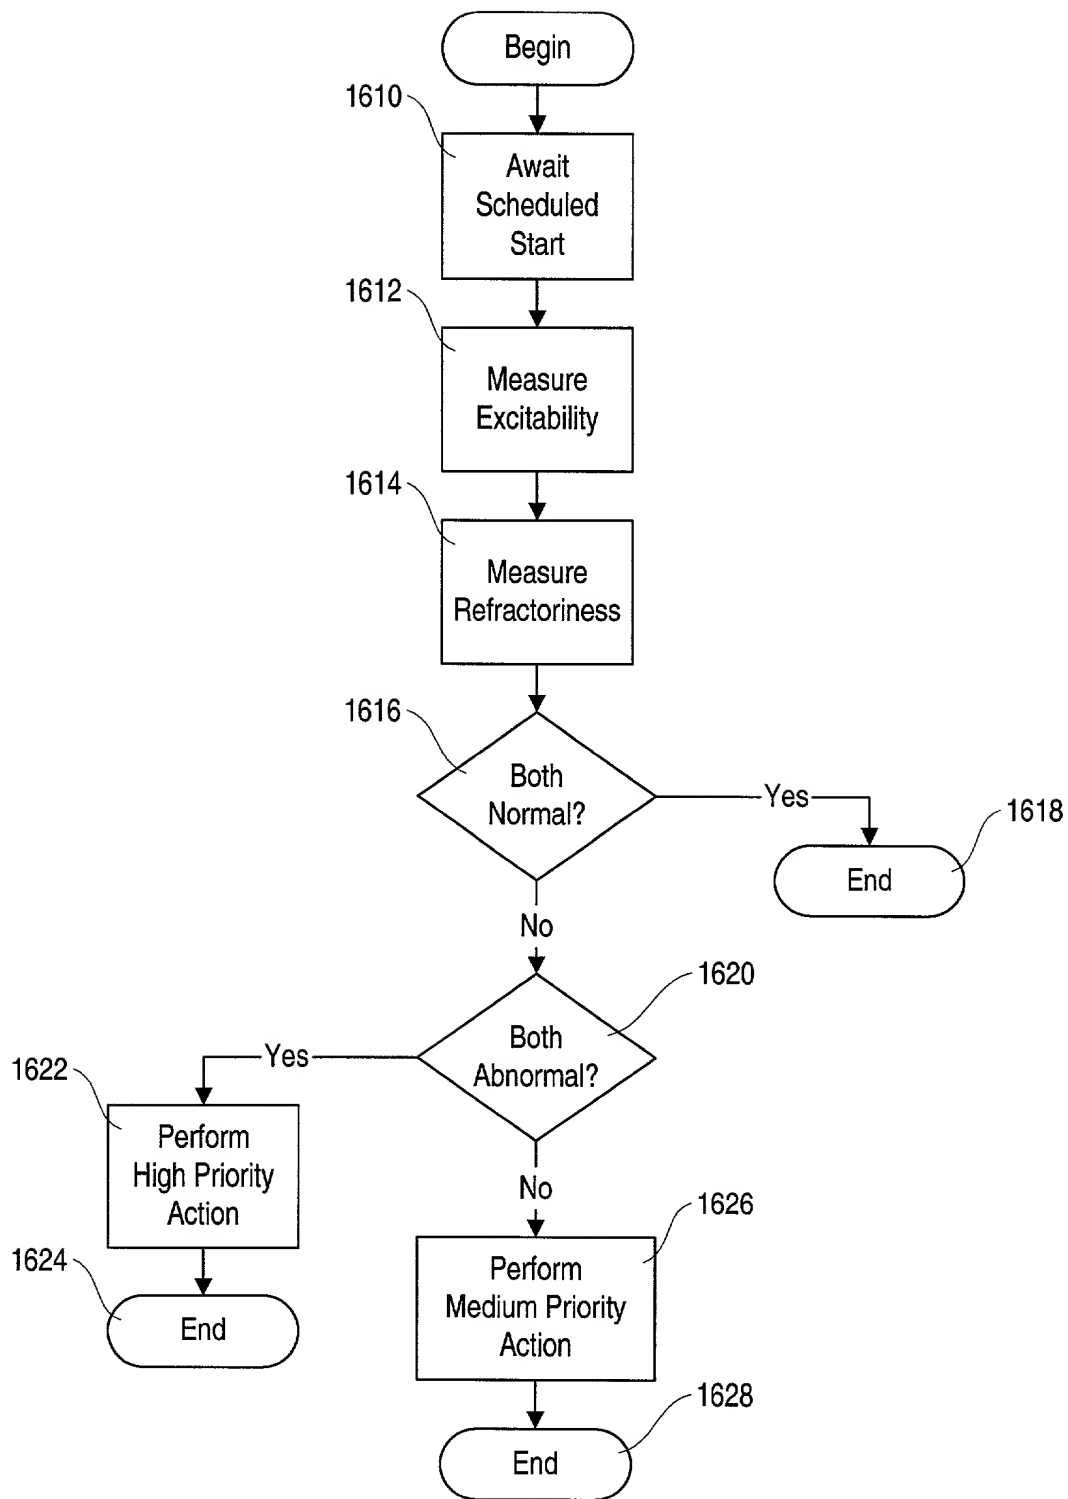 Begin
1610
Await
Scheduled
Start
1612
Measure
Excitability
1614
Measure
Refractoriness
1616
Both
Normal?
Yes
1618
End
No
1620
Both
Abnormal?
Yes
1622
Perform
High Priority
Action
1624
End
No
1626
Perform
Medium Priority
Action
1628
End